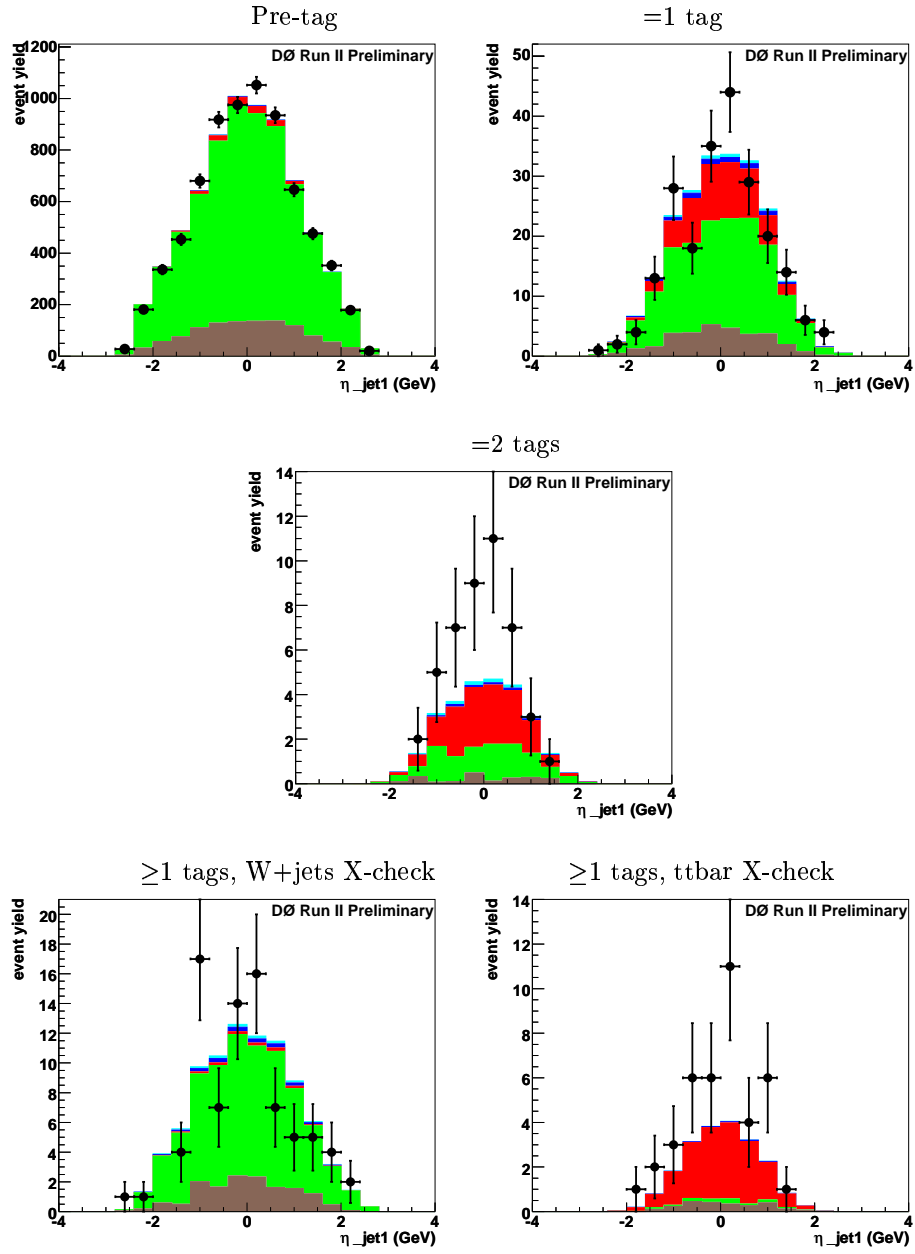 Pre-tag
=1 tag
event yield
DØ Run II Preliminary
1200
1000
800
600
400
200
0
-4 -2 0 2 4
η_jet1 (GeV)
event yield
DØ Run II Preliminary
50
40
30
20
10
0
-4 -2 0 2 4
η_jet1 (GeV)
=2 tags
event yield
DØ Run II Preliminary
14
12
10
8
6
4
2
0
-4 -2 0 2 4
η_jet1 (GeV)
≥1 tags, W+jets X-check
≥1 tags, ttbar X-check
event yield
DØ Run II Preliminary
20
18
16
14
12
10
8
6
4
2
0
-4 -2 0 2 4
η_jet1 (GeV)
event yield
DØ Run II Preliminary
14
12
10
8
6
4
2
0
-4 -2 0 2 4
η_jet1 (GeV)